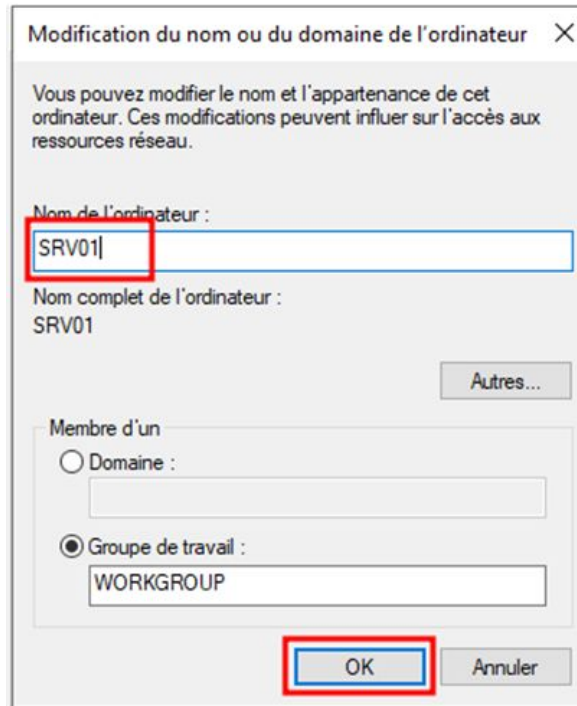 Modification du nom ou du domaine de l'ordinateur
Vous pouvez modifier le nom et l'appartenance de cet
ordinateur. Ces modifications peuvent influer sur l'accès aux
ressources réseau.
Nom de l'ordinateur :
SRV01
Nom complet de l'ordinateur :
SRV01
Autres...
Membre d'un
Domaine :
Groupe de travail :
WORKGROUP
OK
Annuler